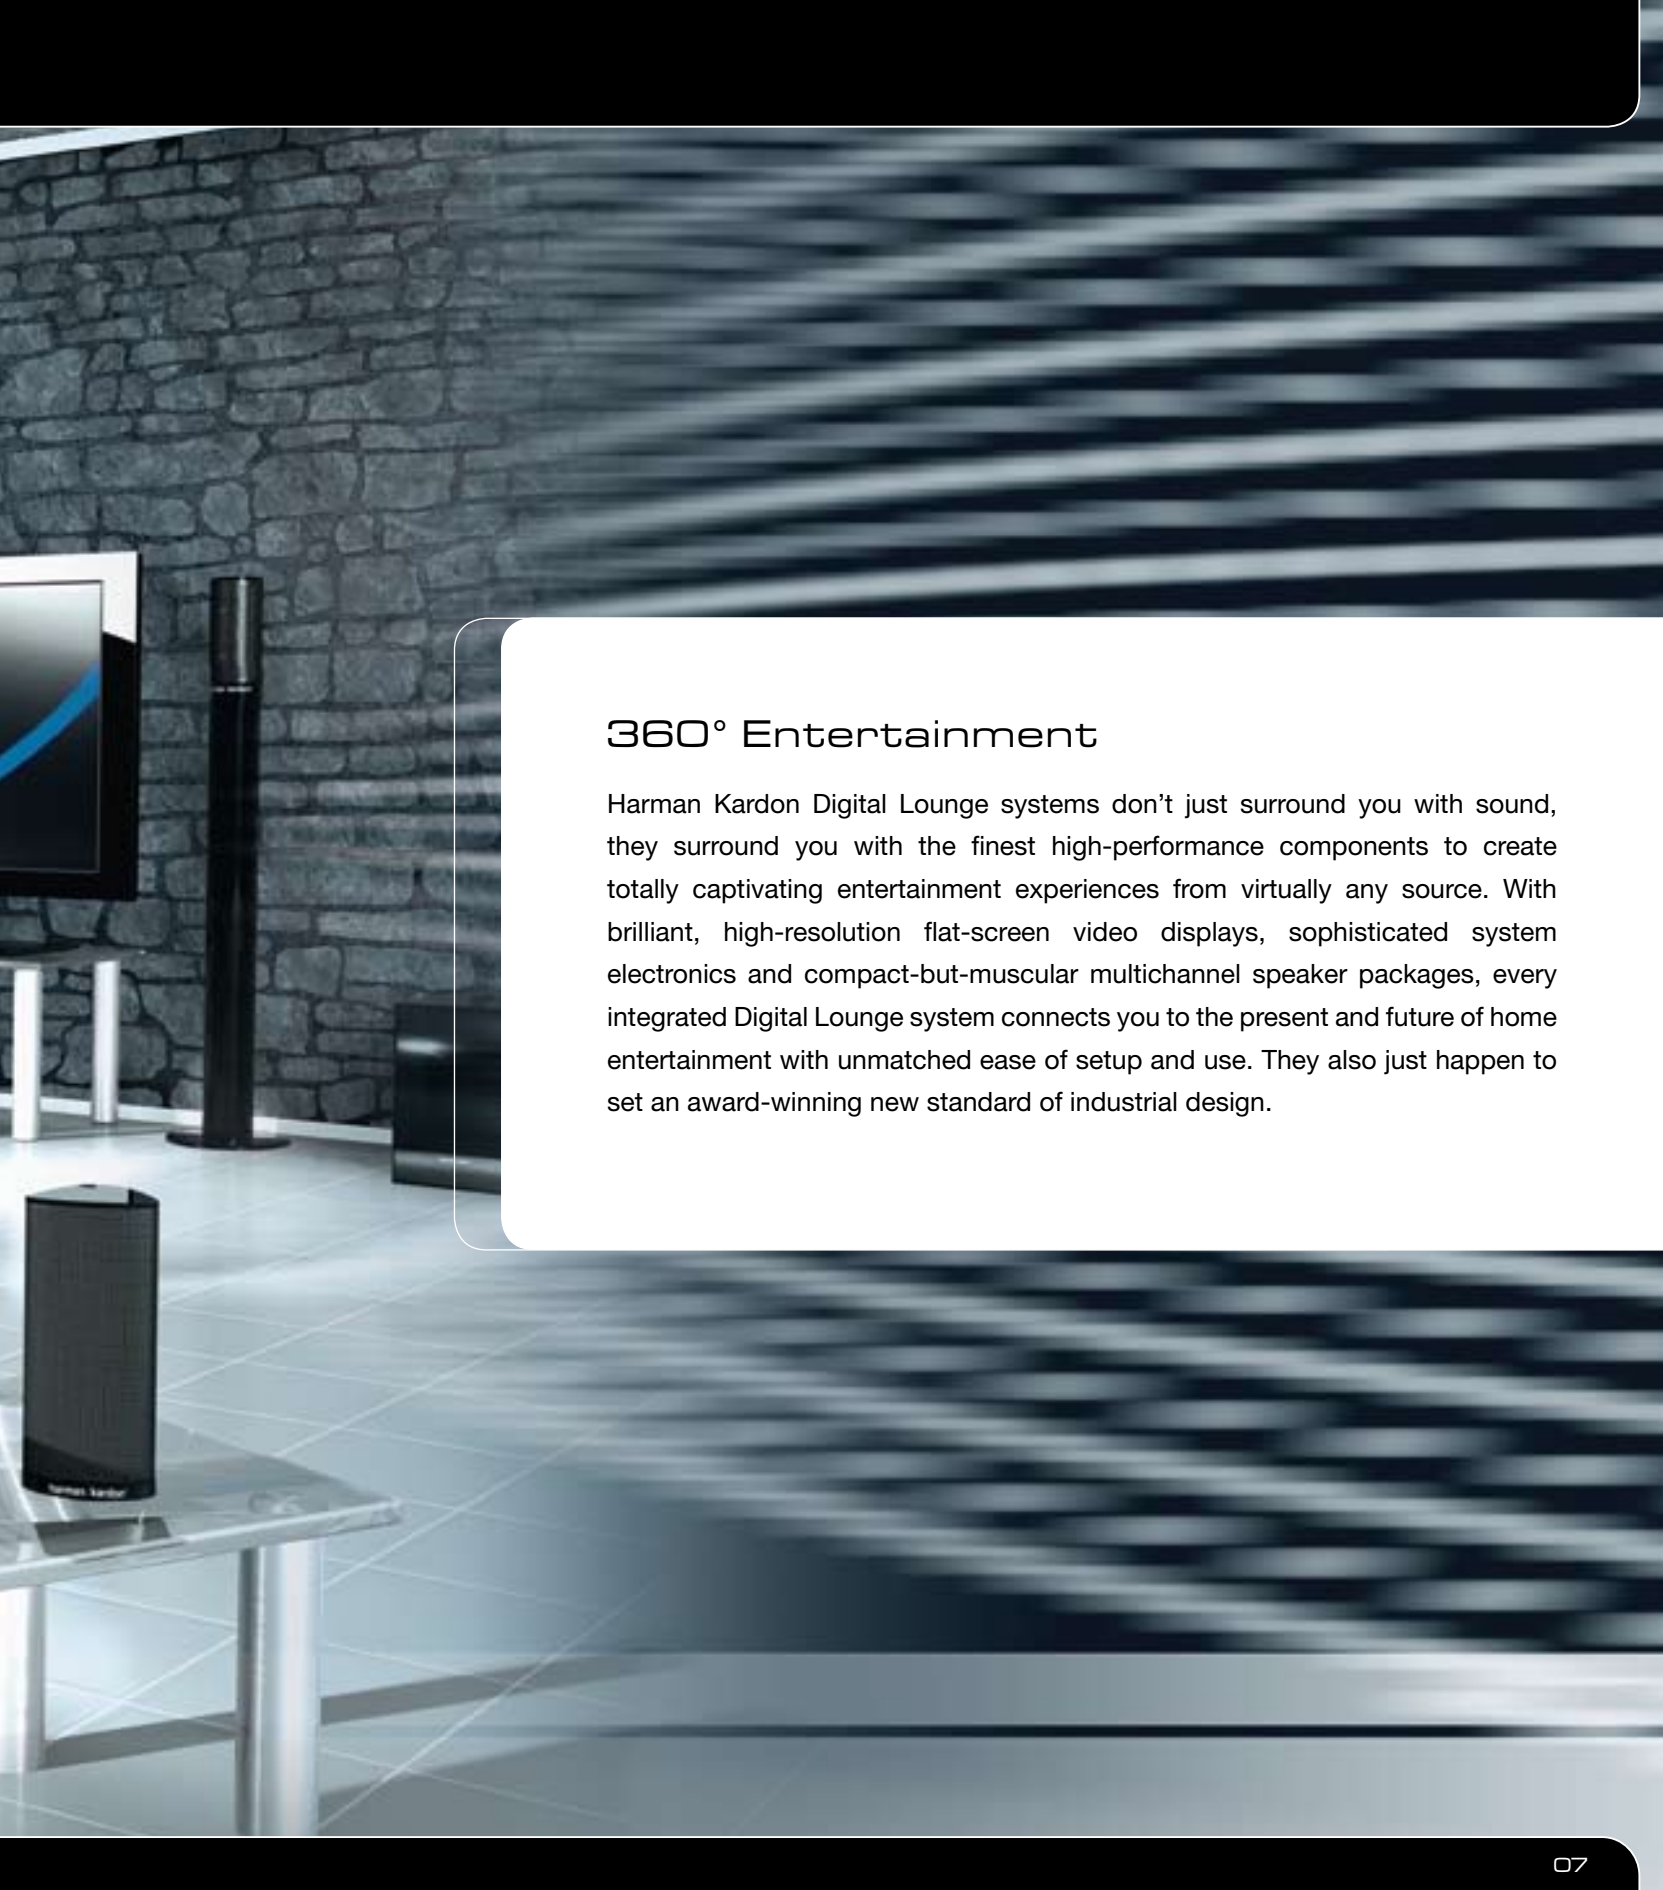 360° Entertainment
Harman Kardon Digital Lounge systems don’t just surround you with sound,
they surround you with the finest high-performance components to create
totally captivating entertainment experiences from virtually any source. With
brilliant, high-resolution flat-screen video displays, sophisticated system
electronics and compact-but-muscular multichannel speaker packages, every
integrated Digital Lounge system connects you to the present and future of home
entertainment with unmatched ease of setup and use. They also just happen to
set an award-winning new standard of industrial design.
harman kardon
07